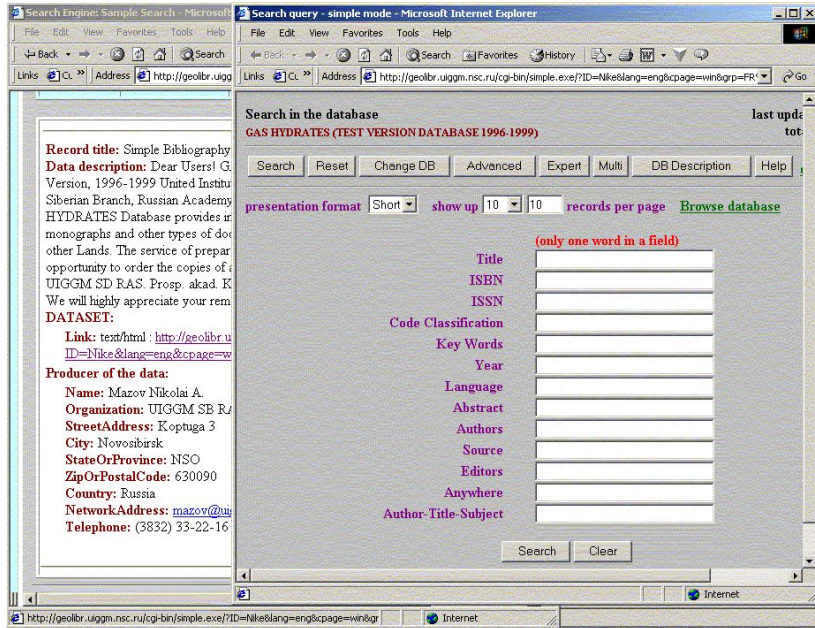 Search Engine: Sample Search - Microsoft
File Edit View Favorites Tools Help
Back Search
Links Address http://geolibr.uigg
Record title: Simple Bibliography
Data description: Dear Users! G
Version, 1996-1999 United Institu
Siberian Branch, Russian Academy
HYDRATES Database provides in
monographs and other types of do
other Lands. The service of prepar
opportunity to order the copies of a
UIGGM SD RAS. Prosp. akad. K
We will highly appreciate your rem
DATASET:
Link: text/html : http://geolibr.u
ID=Nike&lang=eng&cpage=w
Producer of the data:
Name: Mazov Nikolai A.
Organization: UIGGM SB RA
StreetAddress: Koptuga 3
City: Novosibirsk
StateOrProvince: NSO
ZipOrPostalCode: 630090
Country: Russia
NetworkAddress: mazov@uig
Telephone: (3832) 33-22-16
http://geolibr.uiggm.nsc.ru/cgi-bin/simple.exe/?ID=Nike&lang=eng&cpage=win&gr Internet
Search query - simple mode - Microsoft Internet Explorer
File Edit View Favorites Tools Help
Back Search Favorites History
Links Address http://geolibr.uiggm.nsc.ru/cgi-bin/simple.exe/?ID=Nike&lang=eng&cpage=win&grp=FR Go
Search in the database last upda
GAS HYDRATES (TEST VERSION DATABASE 1996-1999) tot
Search Reset Change DB Advanced Expert Multi DB Description Help
presentation format Short show up 10 10 records per page Browse database
(only one word in a field)
Title
ISBN
ISSN
Code Classification
Key Words
Year
Language
Abstract
Authors
Source
Editors
Anywhere
Author-Title-Subject
Search Clear
Internet